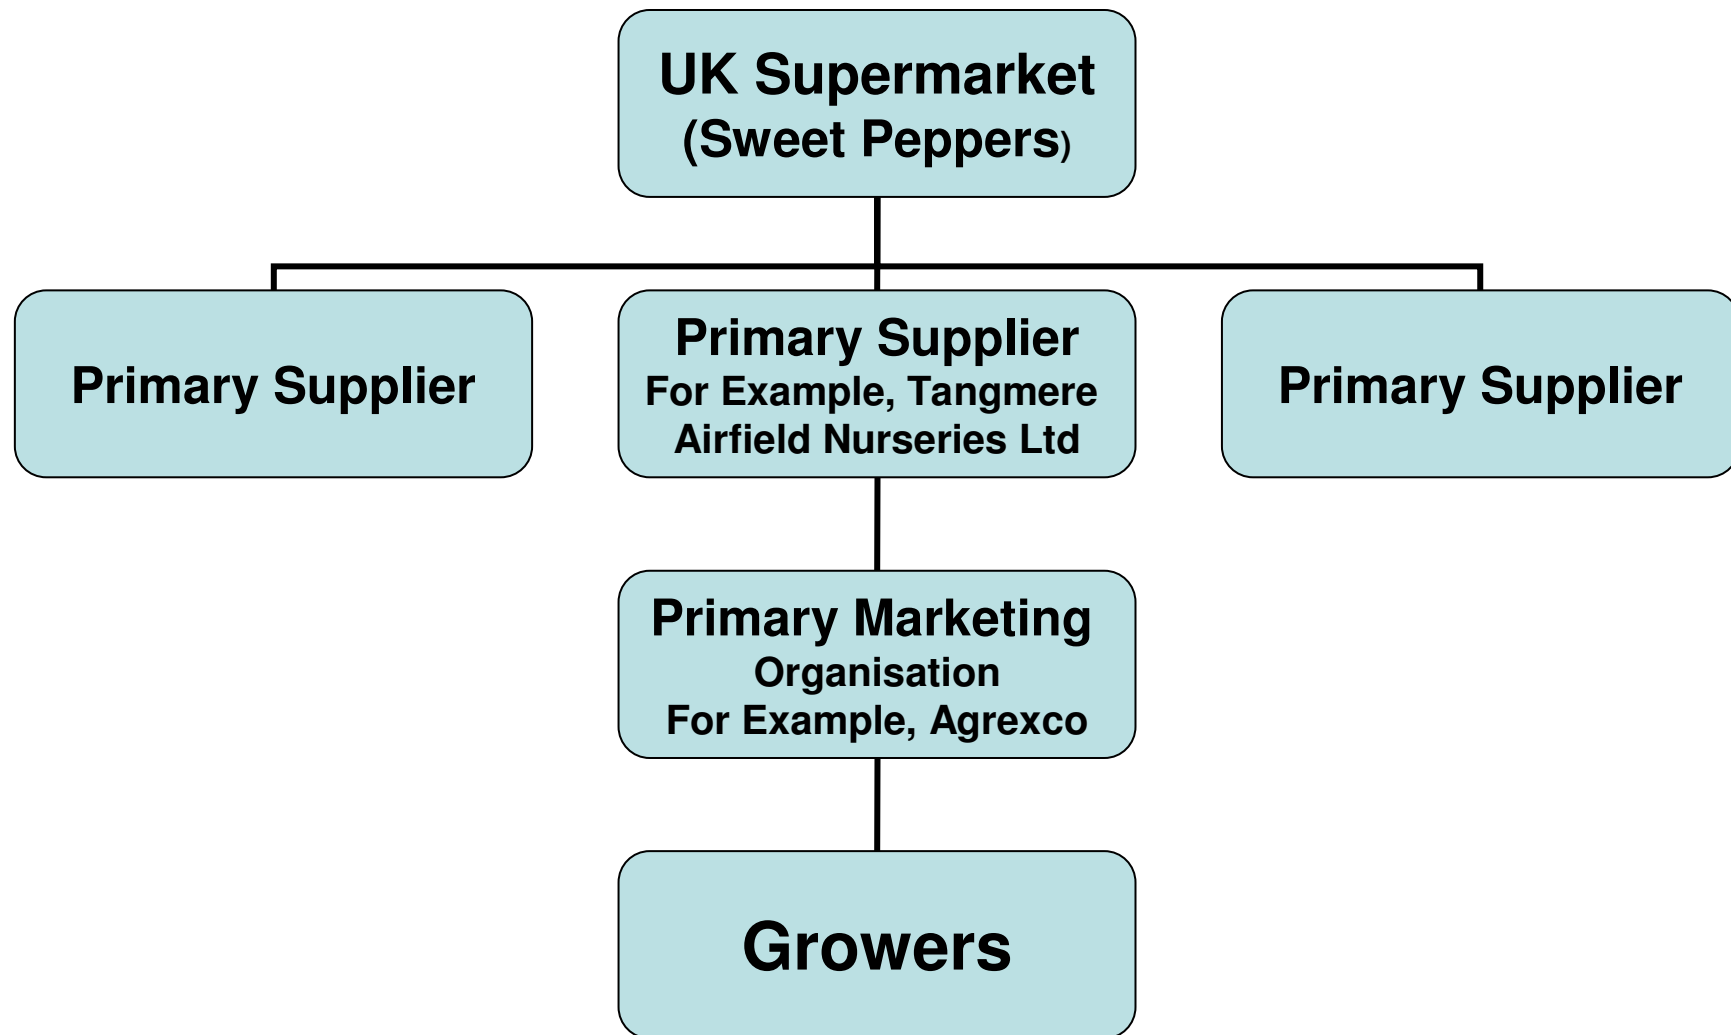 UK Supermarket
(Sweet Peppers)
Primary Supplier
Primary Supplier
For Example, Tangmere
Airfield Nurseries Ltd
Primary Supplier
Primary Marketing
Organisation
For Example, Agrexco
Growers